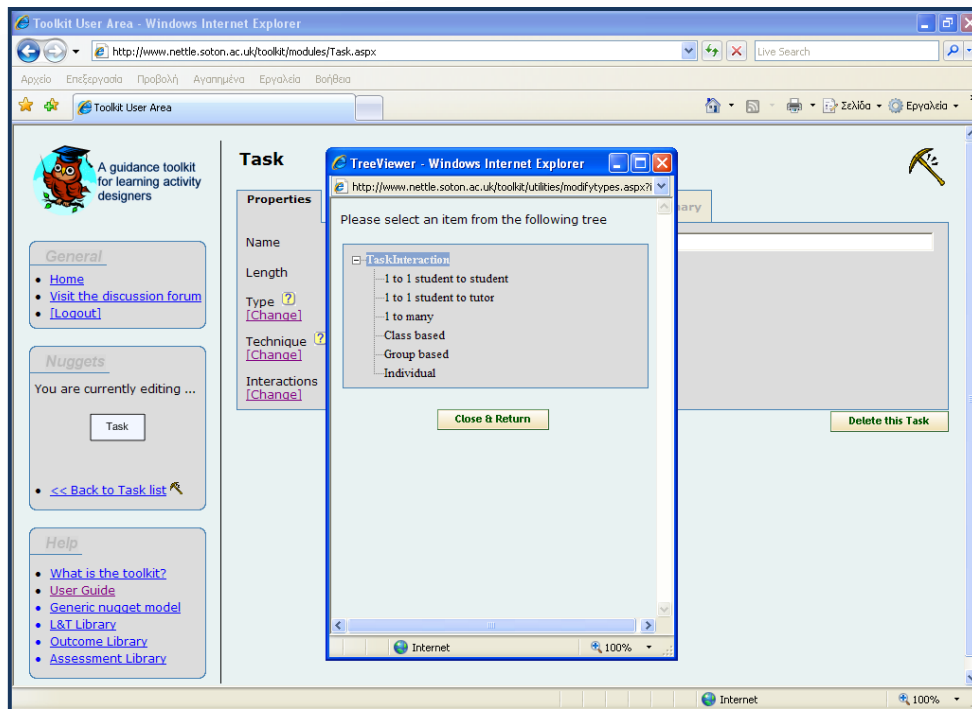 Toolkit User Area - Windows Internet Explorer
http://www.nettle.soton.ac.uk/toolkit/modules/Task.aspx
Live Search
Αρχείο Επεξεργασία Προβολή Αγαπημένα Εργαλεία Βοήθεια
Toolkit User Area
Σελίδα
Εργαλεία
A guidance toolkit
for learning activity
designers
General
Home
Visit the discussion forum
[Logout]
Nuggets
You are currently editing ...
Task
<< Back to Task list
Help
What is the toolkit?
User Guide
Generic nugget model
L&T Library
Outcome Library
Assessment Library
Task
Properties
Name
Length
Type ?
[Change]
Technique ?
[Change]
Interactions
[Change]
Delete this Task
TreeViewer - Windows Internet Explorer
http://www.nettle.soton.ac.uk/toolkit/utilities/modifytypes.aspx?i
Please select an item from the following tree
TaskInteraction
1 to 1 student to student
1 to 1 student to tutor
1 to many
Class based
Group based
Individual
Close & Return
Internet
100%
Internet
100%